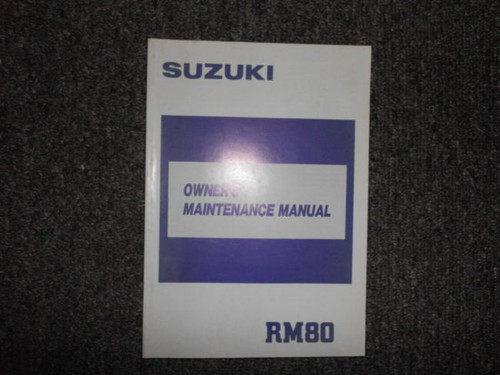 SUZUKI
OWNER'S
MAINTENANCE MANUAL
RM80